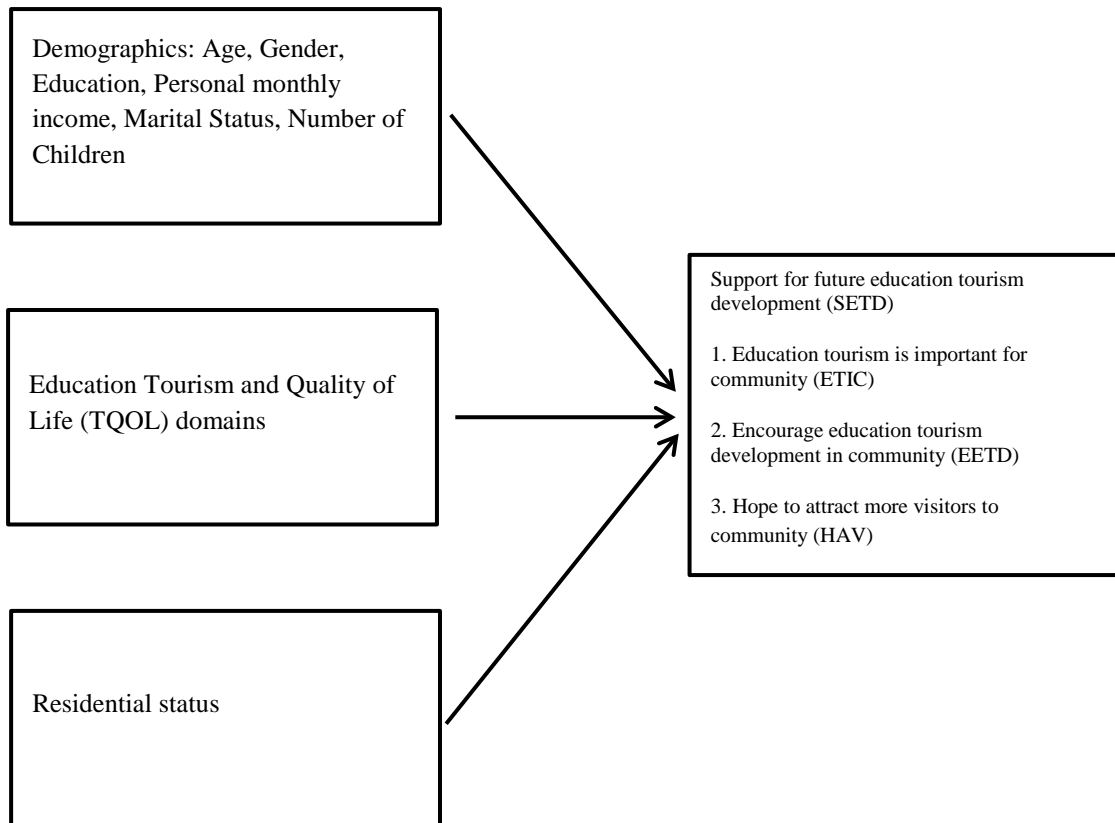 Demographics: Age, Gender,
Education, Personal monthly
income, Marital Status, Number of
Children
Education Tourism and Quality of
Life (TQOL) domains
Residential status
Support for future education tourism
development (SETD)
1. Education tourism is important for
community (ETIC)
2. Encourage education tourism
development in community (EETD)
3. Hope to attract more visitors to
community (HAV)